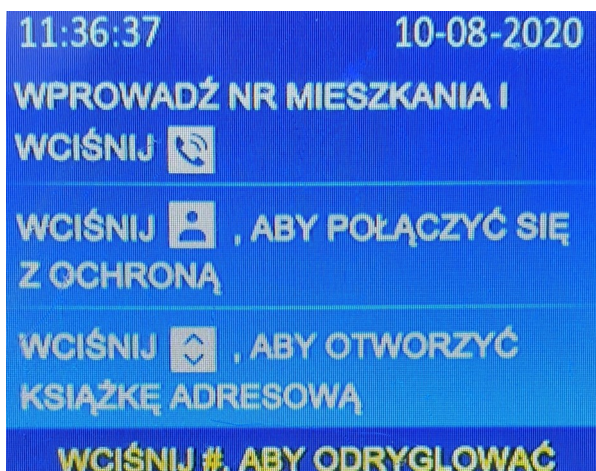 11:36:37 10-08-2020
WPROWADŹ NR MIESZKANIA I
WCIŚNIJ
WCIŚNIJ , ABY POŁĄCZYĆ SIĘ
Z OCHRONĄ
WCIŚNIJ , ABY OTWORZYĆ
KSIĄŻKĘ ADRESOWĄ
WCIŚNIJ #, ABY ODRYGLOWAĆ